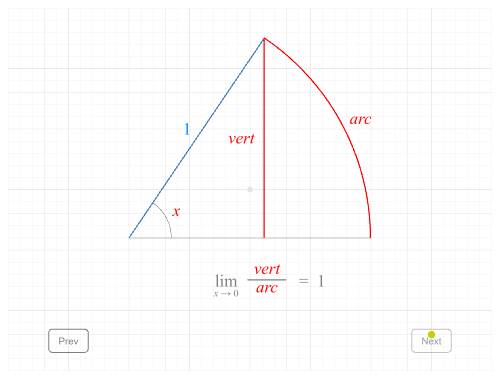 1
vert
arc
x
lim x → 0 vert / arc = 1
Prev
Next